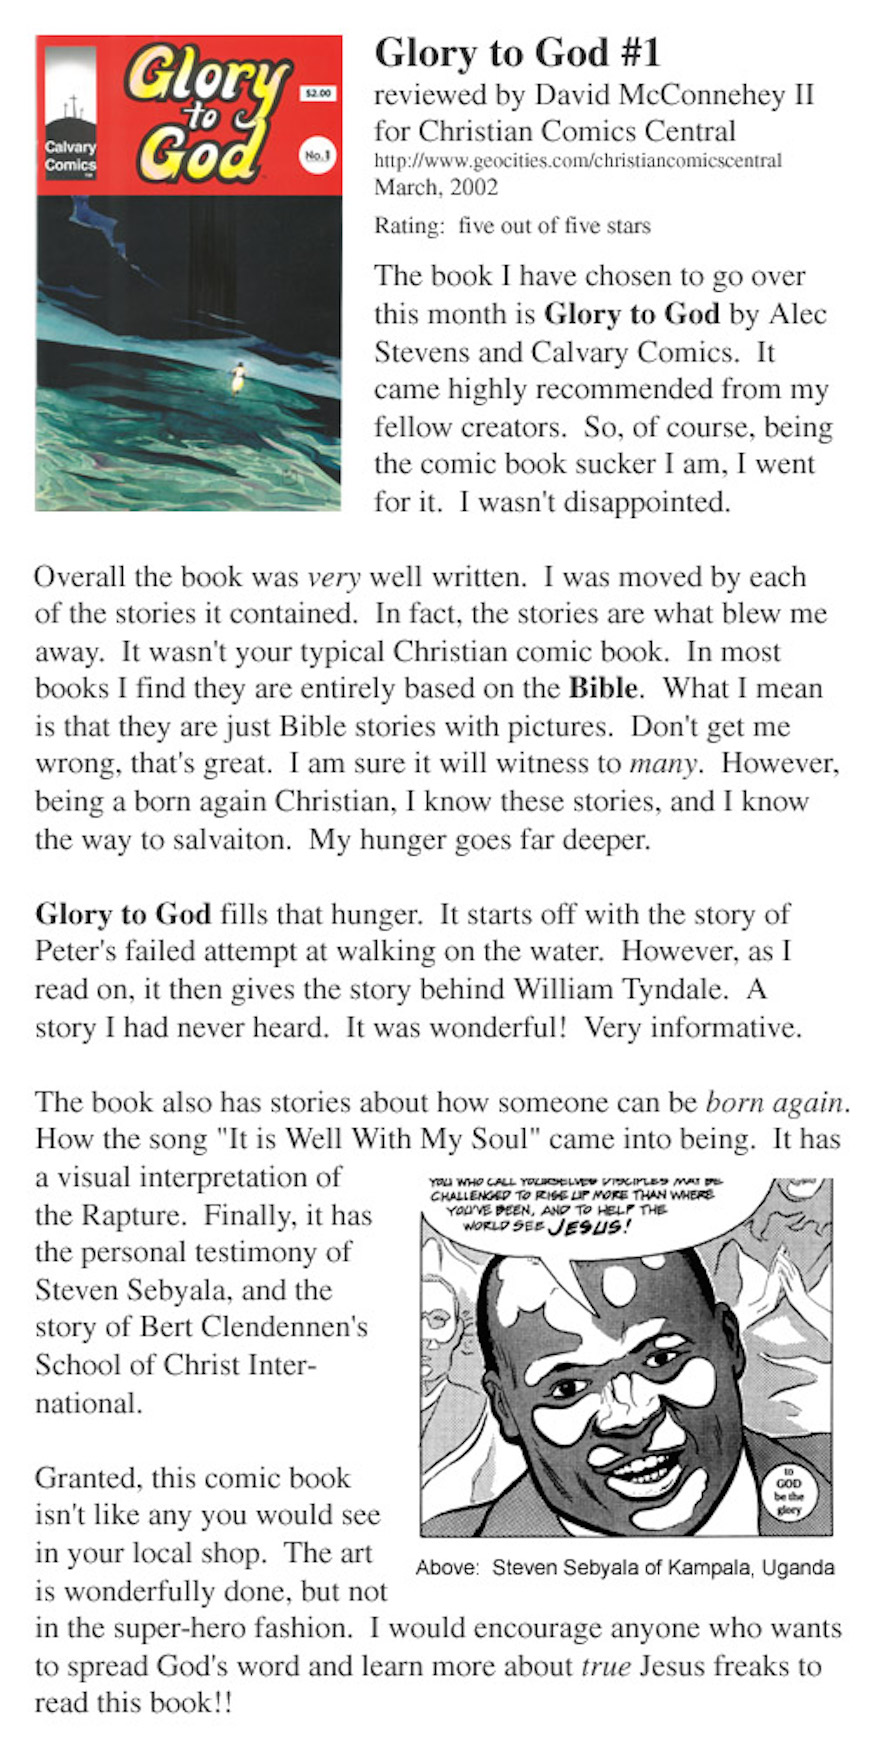 Glory
to
God
$2.00
No.1
Calvary
Comics
™
Glory to God #1
reviewed by David McConnehey II
for Christian Comics Central
http://www.geocities.com/christiancomicscentral
March, 2002
Rating:  five out of five stars
The book I have chosen to go over
this month is Glory to God by Alec
Stevens and Calvary Comics.  It
came highly recommended from my
fellow creators.  So, of course, being
the comic book sucker I am, I went
for it.  I wasn't disappointed.
Overall the book was very well written.  I was moved by each
of the stories it contained.  In fact, the stories are what blew me
away.  It wasn't your typical Christian comic book.  In most
books I find they are entirely based on the Bible.  What I mean
is that they are just Bible stories with pictures.  Don't get me
wrong, that's great.  I am sure it will witness to many.  However,
being a born again Christian, I know these stories, and I know
the way to salvaiton.  My hunger goes far deeper.
Glory to God fills that hunger.  It starts off with the story of
Peter's failed attempt at walking on the water.  However, as I
read on, it then gives the story behind William Tyndale.  A
story I had never heard.  It was wonderful!  Very informative.
The book also has stories about how someone can be born again.
How the song "It is Well With My Soul" came into being.  It has
a visual interpretation of
the Rapture.  Finally, it has
the personal testimony of
Steven Sebyala, and the
story of Bert Clendennen's
School of Christ Inter-
national.
YOU WHO CALL YOURSELVES DISCIPLES MAY BE
CHALLENGED TO RISE UP MORE THAN WHERE
YOU'VE BEEN, AND TO HELP THE
WORLD SEE JESUS!
to
GOD
be the
glory
Above:  Steven Sebyala of Kampala, Uganda
Granted, this comic book
isn't like any you would see
in your local shop.  The art
is wonderfully done, but not
in the super-hero fashion.  I would encourage anyone who wants
to spread God's word and learn more about true Jesus freaks to
read this book!!